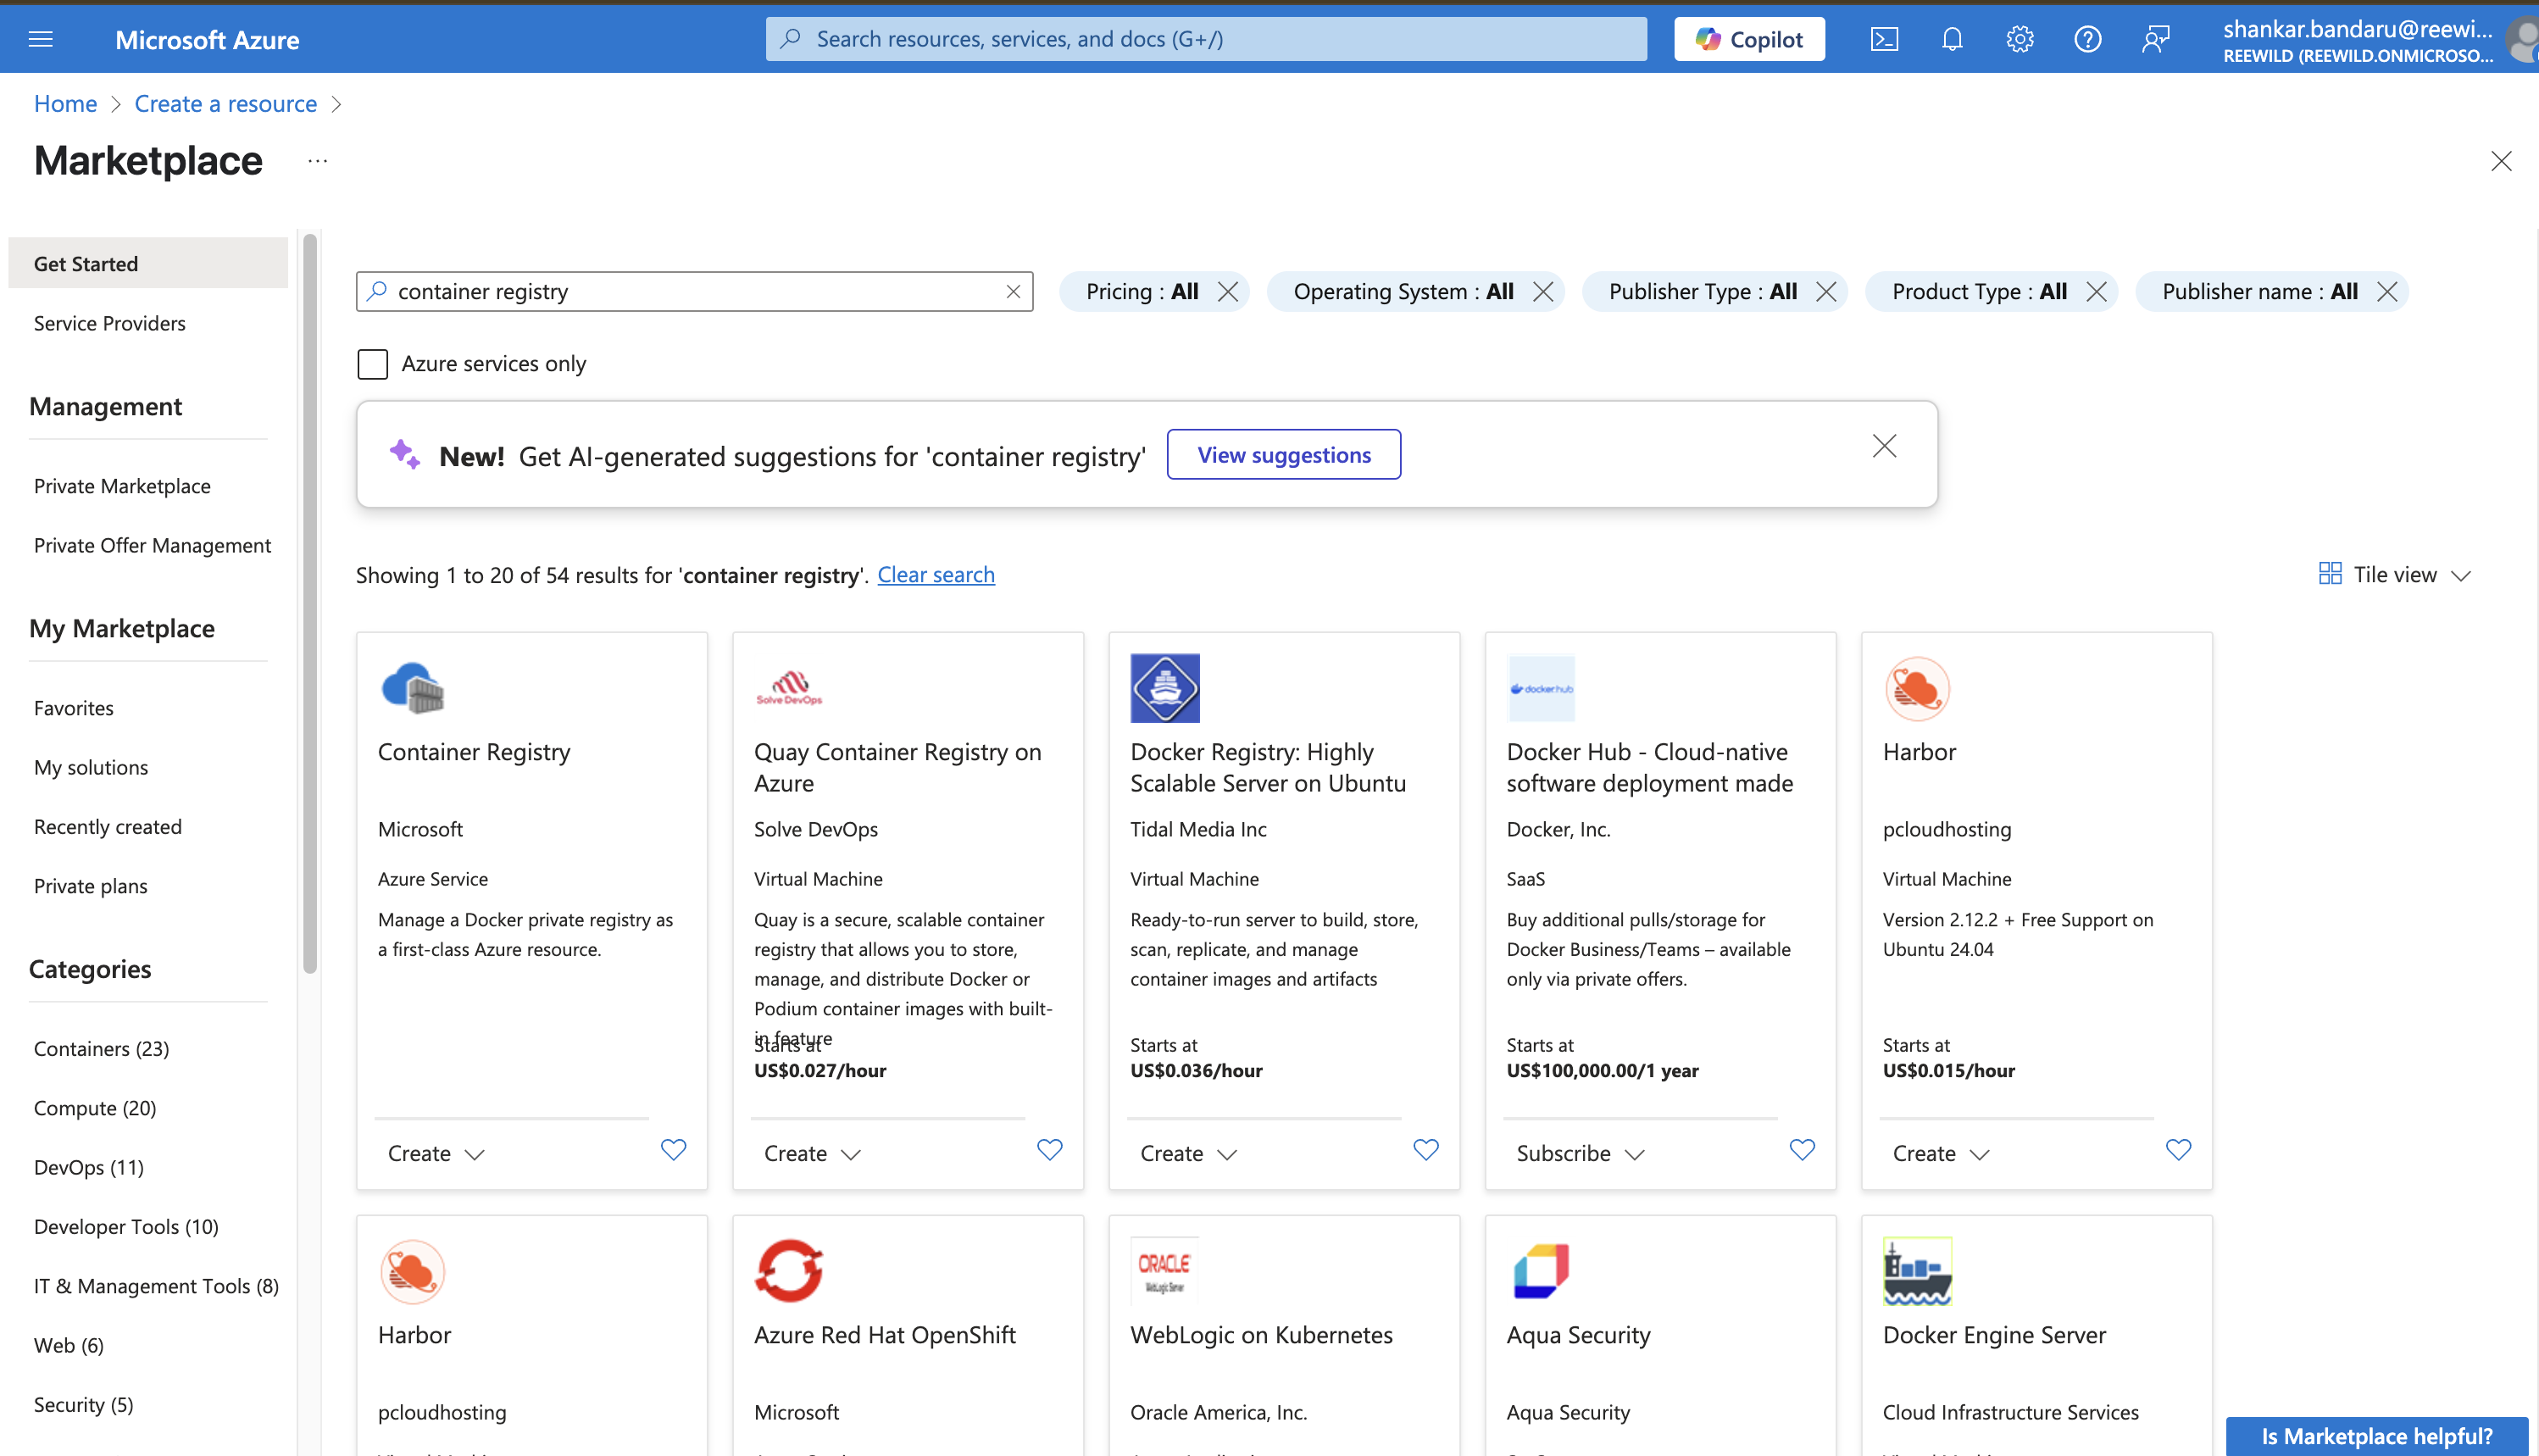 Microsoft Azure
Search resources, services, and docs (G+/)
Copilot
shankar.bandaru@reewi...
REEWILD (REEWILD.ONMICROSO...
Home > Create a resource >
Marketplace ...
Get Started
Service Providers
Management
Private Marketplace
Private Offer Management
My Marketplace
Favorites
My solutions
Recently created
Private plans
Categories
Containers (23)
Compute (20)
DevOps (11)
Developer Tools (10)
IT & Management Tools (8)
Web (6)
Security (5)
container registry
Pricing : All
Operating System : All
Publisher Type : All
Product Type : All
Publisher name : All
Azure services only
New! Get AI-generated suggestions for 'container registry'
View suggestions
Showing 1 to 20 of 54 results for 'container registry'. Clear search
Tile view
Container Registry
Microsoft
Azure Service
Manage a Docker private registry as
a first-class Azure resource.
Create
Solve DevOps
Quay Container Registry on
Azure
Solve DevOps
Virtual Machine
Quay is a secure, scalable container
registry that allows you to store,
manage, and distribute Docker or
Podium container images with built-
in feature
Starts at
US$0.027/hour
Create
Docker Registry: Highly
Scalable Server on Ubuntu
Tidal Media Inc
Virtual Machine
Ready-to-run server to build, store,
scan, replicate, and manage
container images and artifacts
Starts at
US$0.036/hour
Create
dockerhub
Docker Hub - Cloud-native
software deployment made
Docker, Inc.
SaaS
Buy additional pulls/storage for
Docker Business/Teams – available
only via private offers.
Starts at
US$100,000.00/1 year
Subscribe
Harbor
pcloudhosting
Virtual Machine
Version 2.12.2 + Free Support on
Ubuntu 24.04
Starts at
US$0.015/hour
Create
Harbor
pcloudhosting
Azure Red Hat OpenShift
Microsoft
ORACLE
WebLogic Server
WebLogic on Kubernetes
Oracle America, Inc.
Aqua Security
Aqua Security
Docker Engine Server
Cloud Infrastructure Services
Is Marketplace helpful?